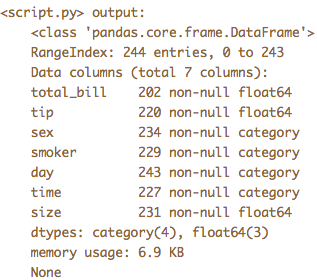 <script.py> output:
<class 'pandas.core.frame.DataFrame'>
RangeIndex: 244 entries, 0 to 243
Data columns (total 7 columns):
total_bill    202 non-null float64
tip           220 non-null float64
sex           234 non-null category
smoker        229 non-null category
day           243 non-null category
time          227 non-null category
size          231 non-null float64
dtypes: category(4), float64(3)
memory usage: 6.9 KB
None